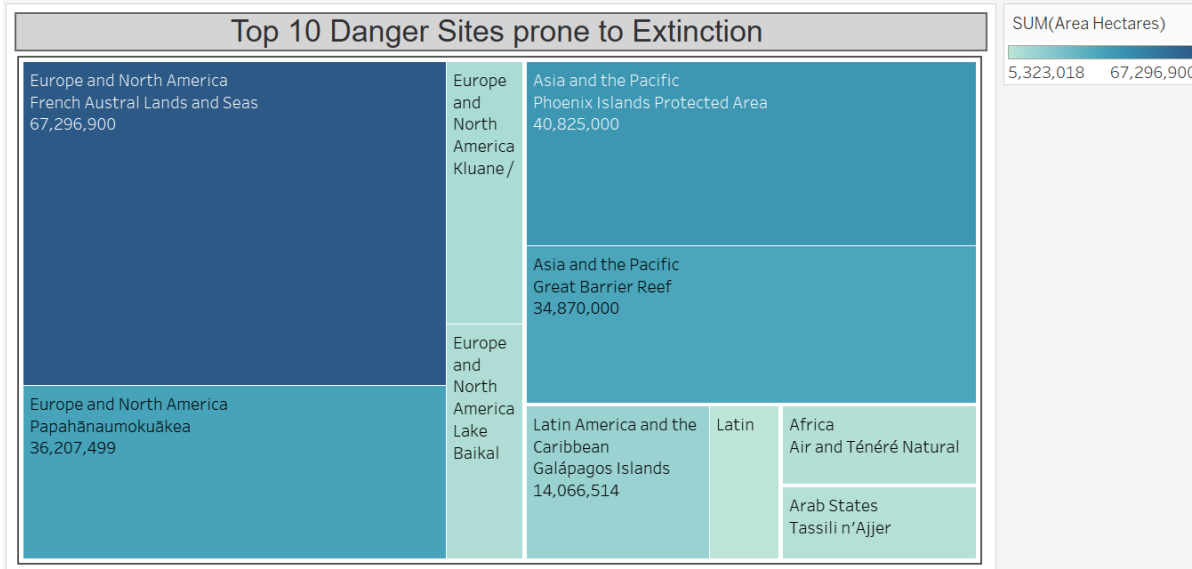 Top 10 Danger Sites prone to Extinction
SUM(Area Hectares)
5,323,018 67,296,900
Europe and North America
French Austral Lands and Seas
67,296,900
Europe
and
North
America
Kluane /
Asia and the Pacific
Phoenix Islands Protected Area
40,825,000
Asia and the Pacific
Great Barrier Reef
34,870,000
Europe and North America
Papahānaumokuākea
36,207,499
Europe
and
North
America
Lake
Baikal
Latin America and the
Caribbean
Galápagos Islands
14,066,514
Latin
Africa
Air and Ténéré Natural
Arab States
Tassili n’Ajjer